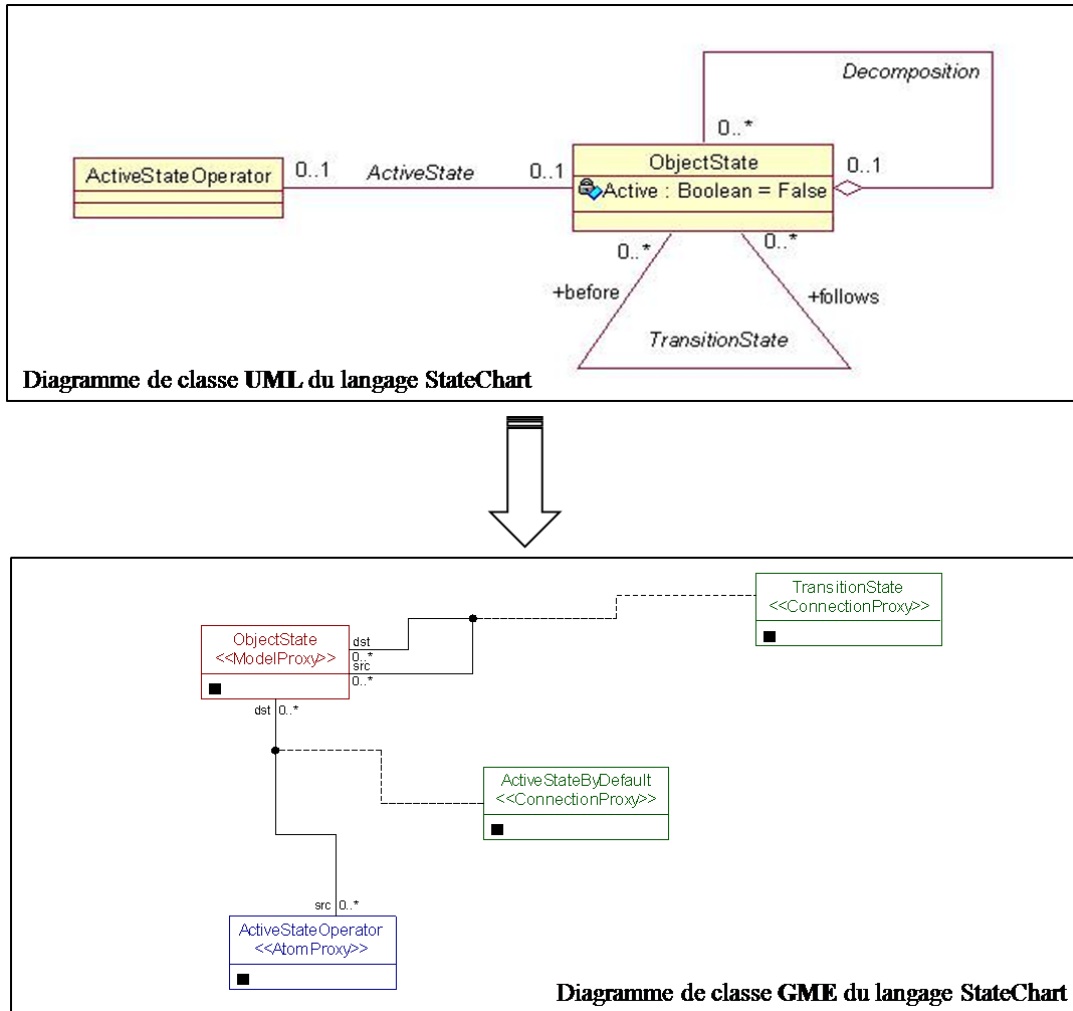 Decomposition
0..*
ObjectState
0..1
ActiveStateOperator
0..1
ActiveState
0..1
Active : Boolean = False
0..*
0..*
+before
+follows
TransitionState
Diagramme de classe UML du langage StateChart
TransitionState
<<ConnectionProxy>>
ObjectState
<<ModelProxy>>
dst
0..*
src
0..*
dst 0..*
ActiveStateByDefault
<<ConnectionProxy>>
src 0..*
ActiveStateOperator
<<AtomProxy>>
Diagramme de classe GME du langage StateChart